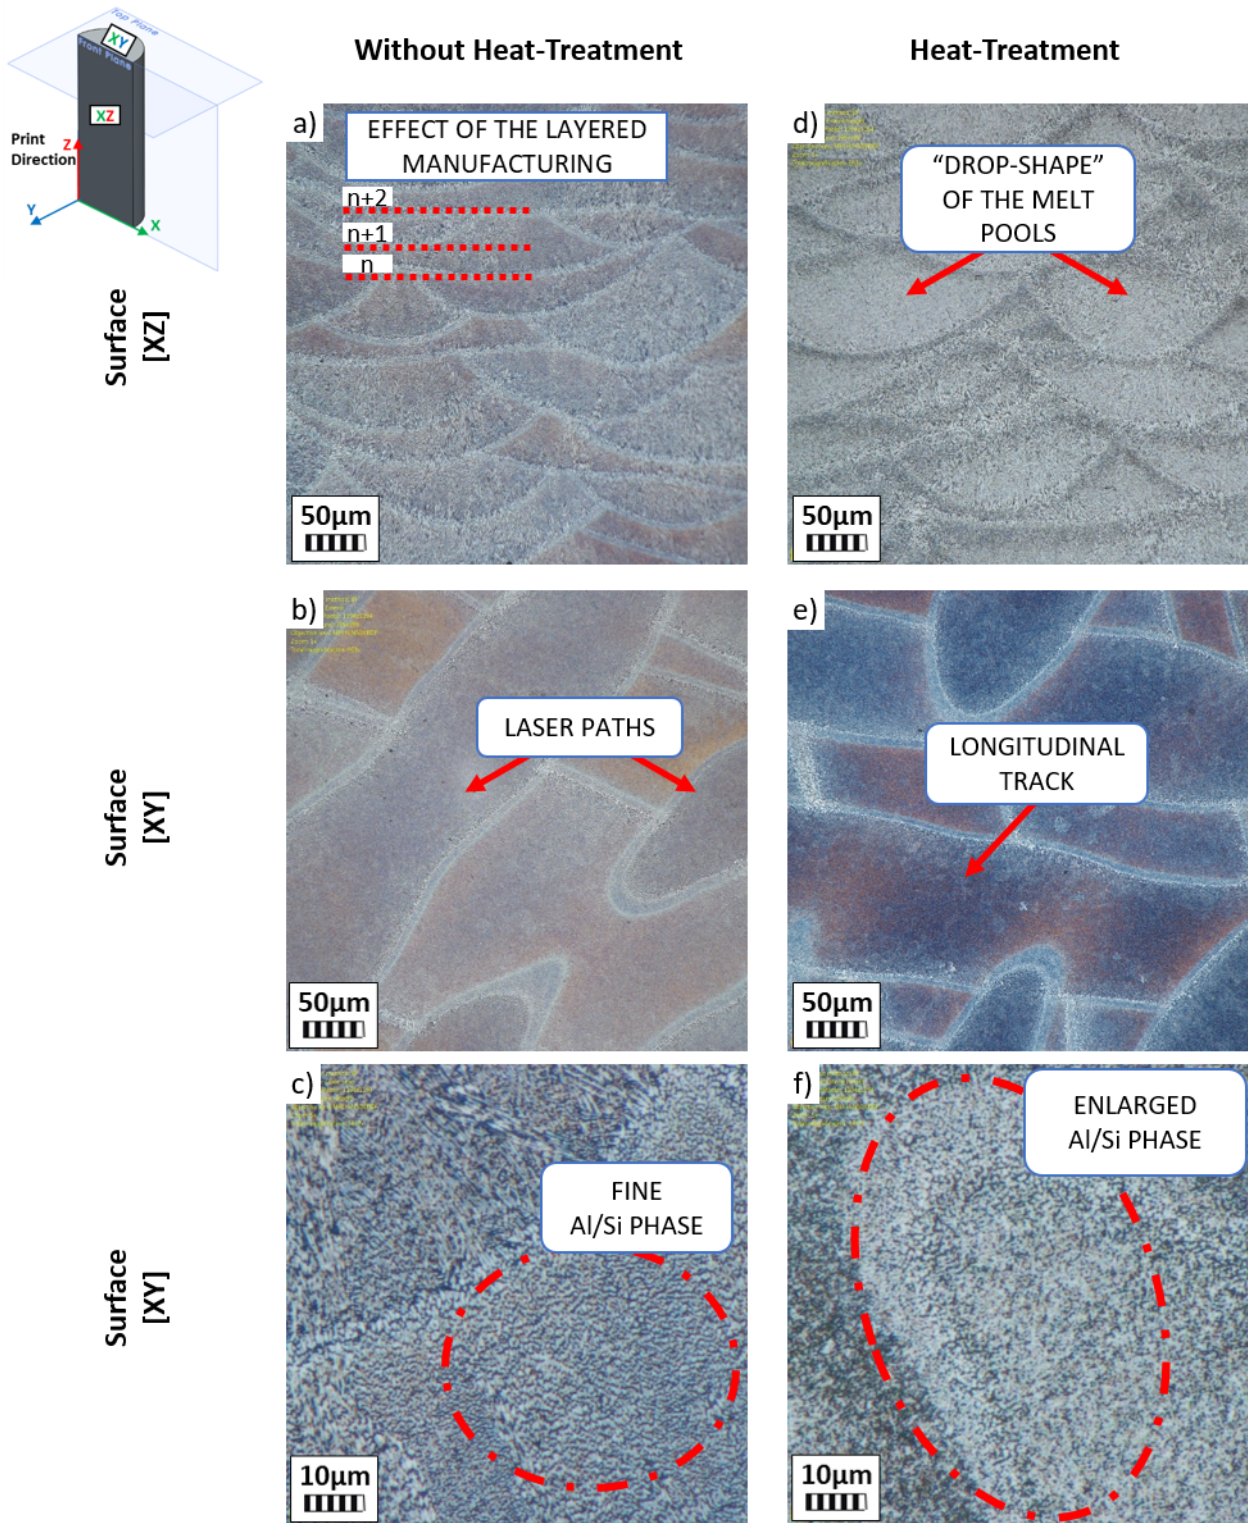 Top Plane
XY
Front Plane
XZ
Print
Direction
Z
Y
X
Without Heat-Treatment
Heat-Treatment
Surface
[XZ]
a)
EFFECT OF THE LAYERED
MANUFACTURING
n+2
n+1
n
50µm
d)
"DROP-SHAPE"
OF THE MELT
POOLS
50µm
Surface
[XY]
b)
LASER PATHS
50µm
e)
LONGITUDINAL
TRACK
50µm
Surface
[XY]
c)
FINE
Al/Si PHASE
10µm
f)
ENLARGED
Al/Si PHASE
10µm